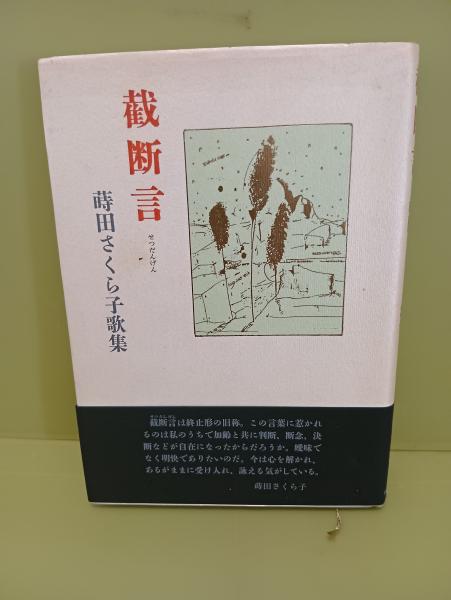 截断言
せつだんげん
蒔田さくら子歌集
せつだんげん
截断言は終止形の旧称。この言葉に惹かれ
るのは私のうちで加齢と共に判断、断念、決
断などが自在になったからだろうか。曖昧で
なく明快でありたいのだ。今は心を解かれ、
あるがままに受け入れ、詠える気がしている。
蒔田さくら子